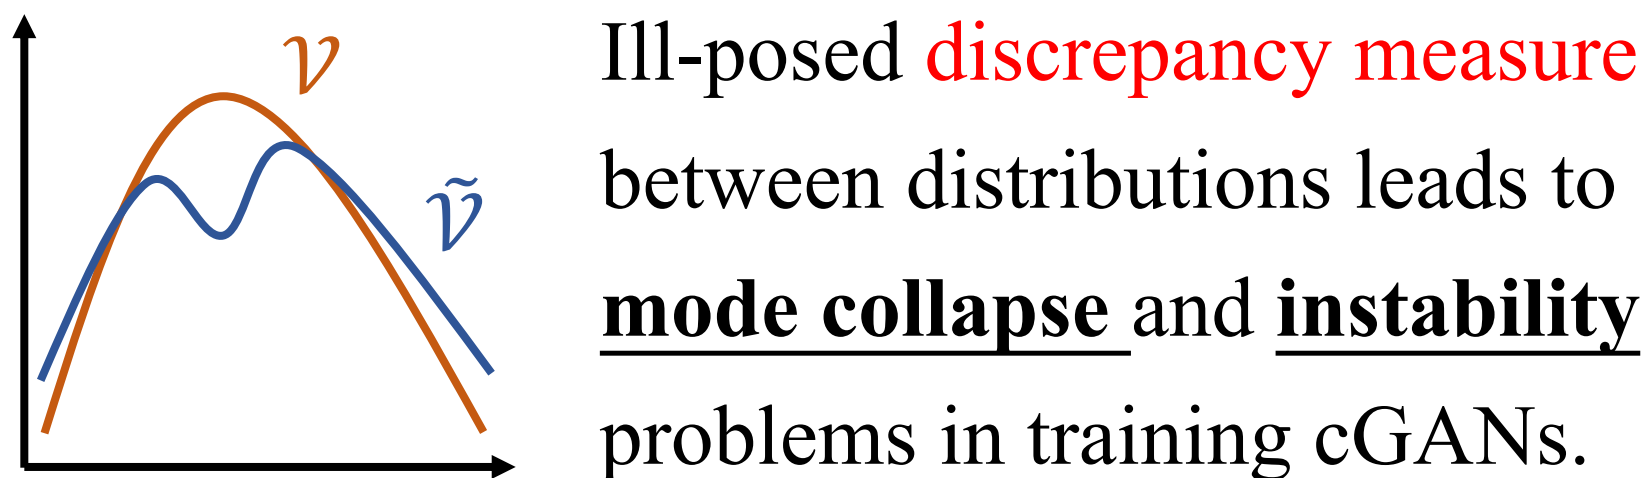 𝒱
𝒱̃
Ill-posed discrepancy measure
between distributions leads to
mode collapse and instability
problems in training cGANs.